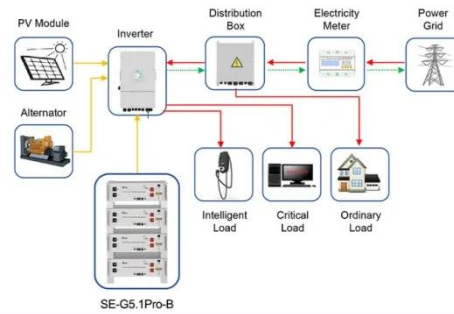 PV Module
Inverter
Distribution
Box
Electricity
Meter
Power
Grid
Alternator
Intelligent
Load
Critical
Load
Ordinary
Load
SE-G5.1Pro-B